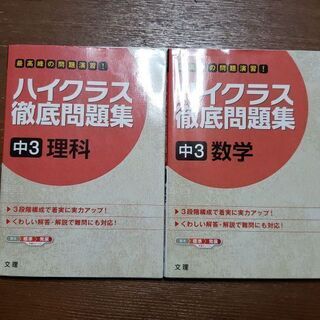 最高峰の問題演習!
ハイクラス
徹底問題集
中3 理科
▶3段階構成で着実に実力アップ!
▶くわしい解答・解説で難問にも対応!
文理
の問題演習!
ハイクラス
徹底問題集
中3 数学
▶3段階構成で着実に実力アップ!
▶くわしい解答・解説で難問にも対応!
文理